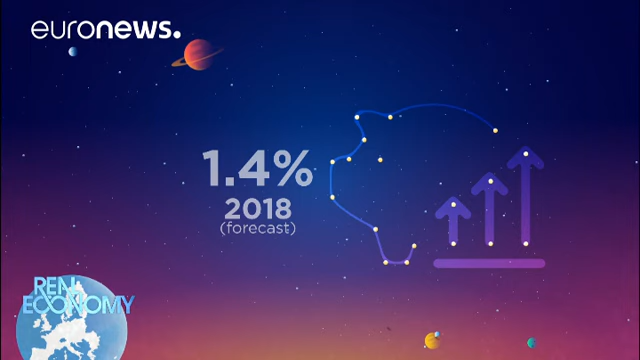 euronews.
1.4%
2018
(forecast)
REAL
ECONOMY